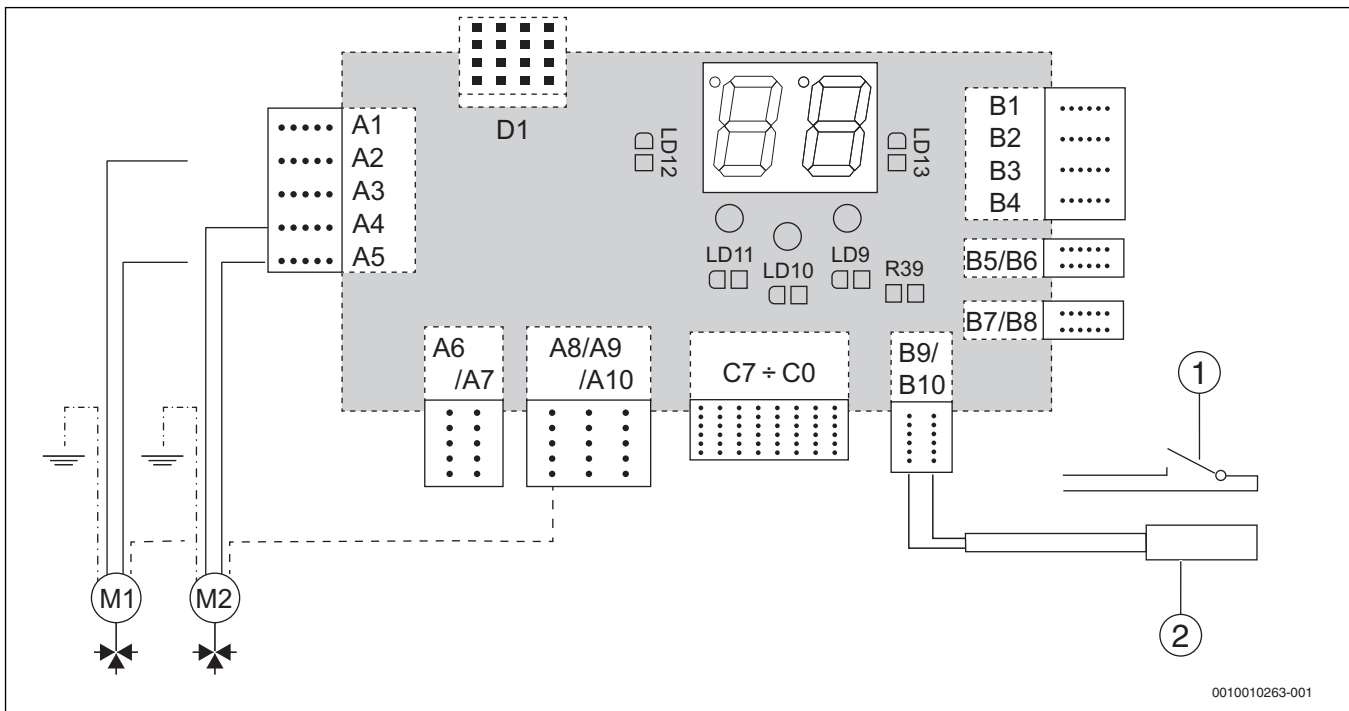 D1
A1
A2
A3
A4
A5
LD12
LD13
B1
B2
B3
B4
LD11
LD10
LD9
R39
B5/B6
B7/B8
A6
/A7
A8/A9
/A10
C7 ÷ C0
B9/
B10
1
M1
M2
2
0010010263-001